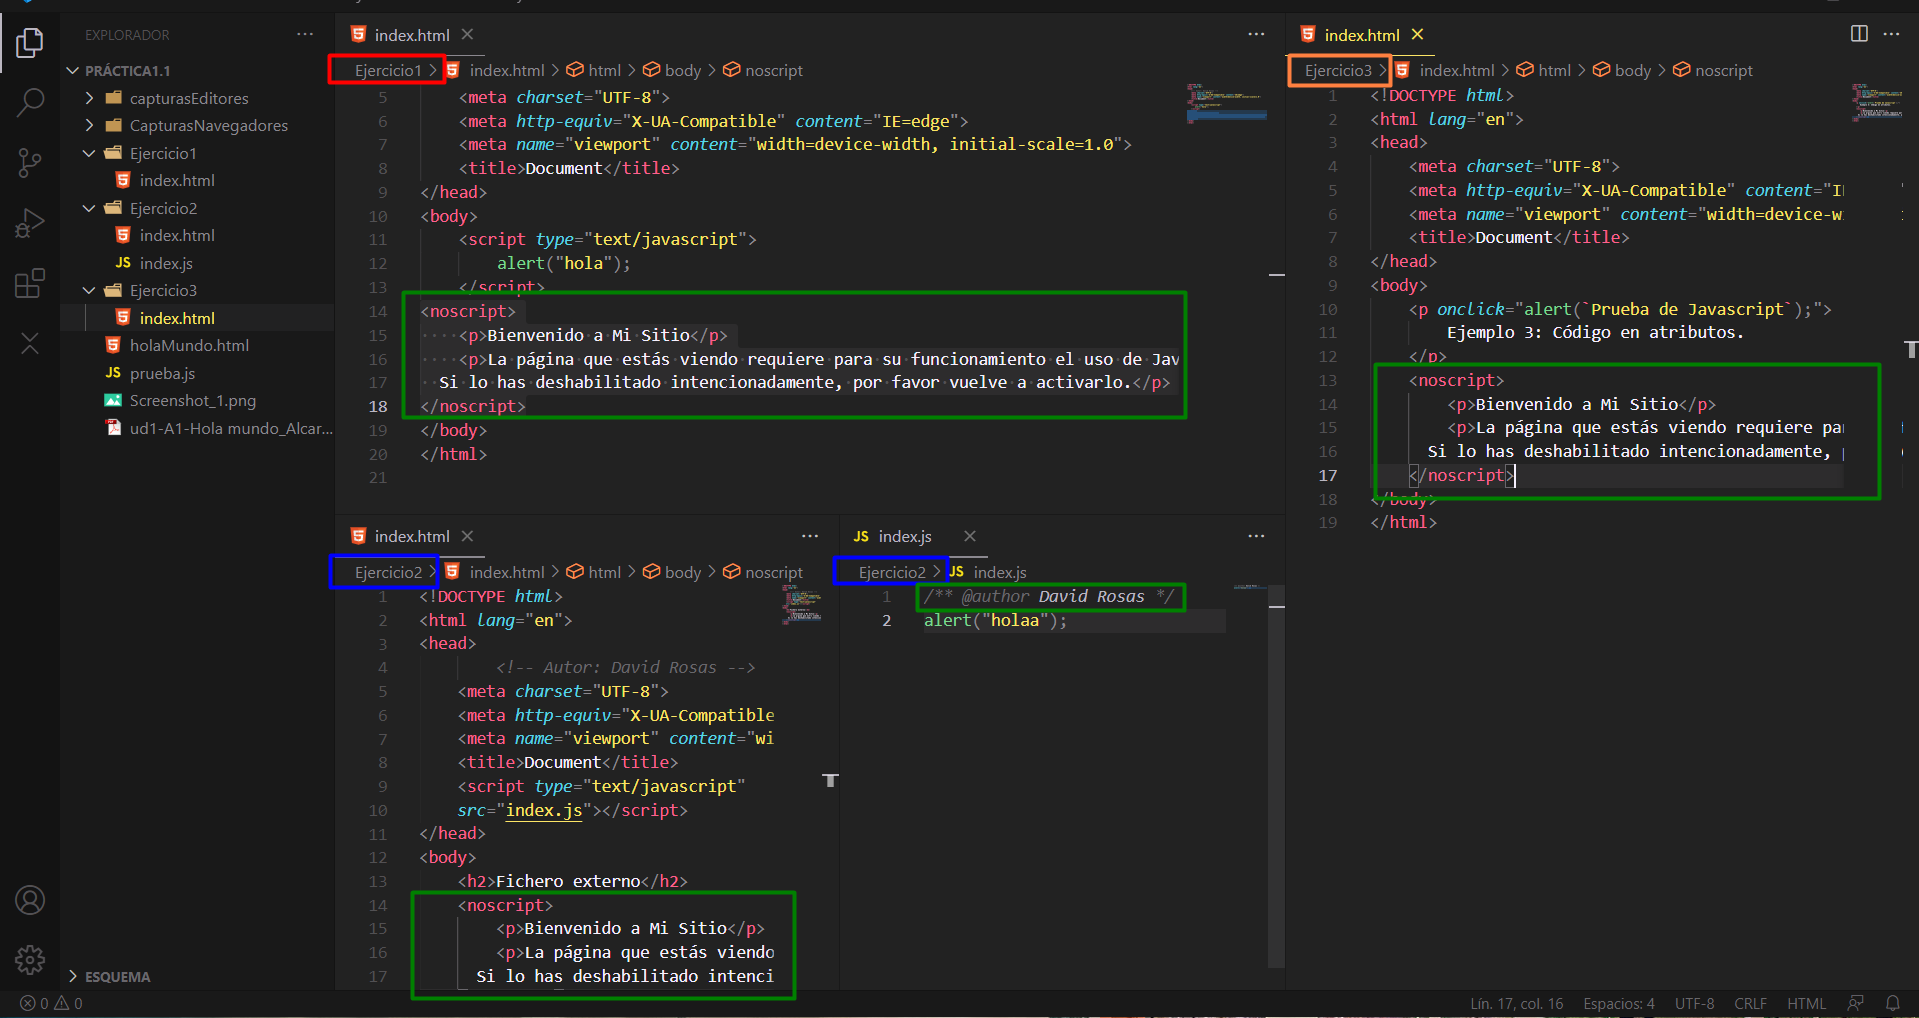 EXPLORADOR
PRÁCTICA1.1
capturasEditores
CapturasNavegadores
Ejercicio1
index.html
Ejercicio2
index.html
JS index.js
Ejercicio3
index.html
holaMundo.html
JS prueba.js
Screenshot_1.png
ud1-A1-Hola mundo_Alcar...
ESQUEMA
index.html
Ejercicio1 > index.html > html > body > noscript
5 <meta charset="UTF-8">
6 <meta http-equiv="X-UA-Compatible" content="IE=edge">
7 <meta name="viewport" content="width=device-width, initial-scale=1.0">
8 <title>Document</title>
9 </head>
10 <body>
11 <script type="text/javascript">
12 alert("hola");
13 </script>
14 <noscript>
15 ····<p>Bienvenido·a·Mi·Sitio</p>
16 ····<p>La·página·que·estás·viendo·requiere·para·su·funcionamiento·el·uso·de·Jav
17 ··Si·lo·has·deshabilitado·intencionadamente,·por·favor·vuelve·a·activarlo.</p>
18 </noscript>
19 </body>
20 </html>
21
index.html
Ejercicio2 > index.html > html > body > noscript
1 <!DOCTYPE html>
2 <html lang="en">
3 <head>
4 <!-- Autor: David Rosas -->
5 <meta charset="UTF-8">
6 <meta http-equiv="X-UA-Compatible
7 <meta name="viewport" content="wi
8 <title>Document</title>
9 <script type="text/javascript"
10 src="index.js"></script>
11 </head>
12 <body>
13 <h2>Fichero externo</h2>
14 <noscript>
15 <p>Bienvenido a Mi Sitio</p>
16 <p>La página que estás viendo
17 Si lo has deshabilitado intenci
JS index.js
Ejercicio2 > JS index.js
1 /** @author David Rosas */
2 alert("holaa");
index.html
Ejercicio3 > index.html > html > body > noscript
1 <!DOCTYPE html>
2 <html lang="en">
3 <head>
4 <meta charset="UTF-8">
5 <meta http-equiv="X-UA-Compatible" content="I
6 <meta name="viewport" content="width=device-w
7 <title>Document</title>
8 </head>
9 <body>
10 <p onclick="alert(`Prueba de Javascript`);">
11 Ejemplo 3: Código en atributos.
12 </p>
13 <noscript>
14 <p>Bienvenido a Mi Sitio</p>
15 <p>La página que estás viendo requiere par
16 Si lo has deshabilitado intencionadamente,
17 </noscript>
18 </body>
19 </html>
0 0
Lín. 17, col. 16 Espacios: 4 UTF-8 CRLF HTML